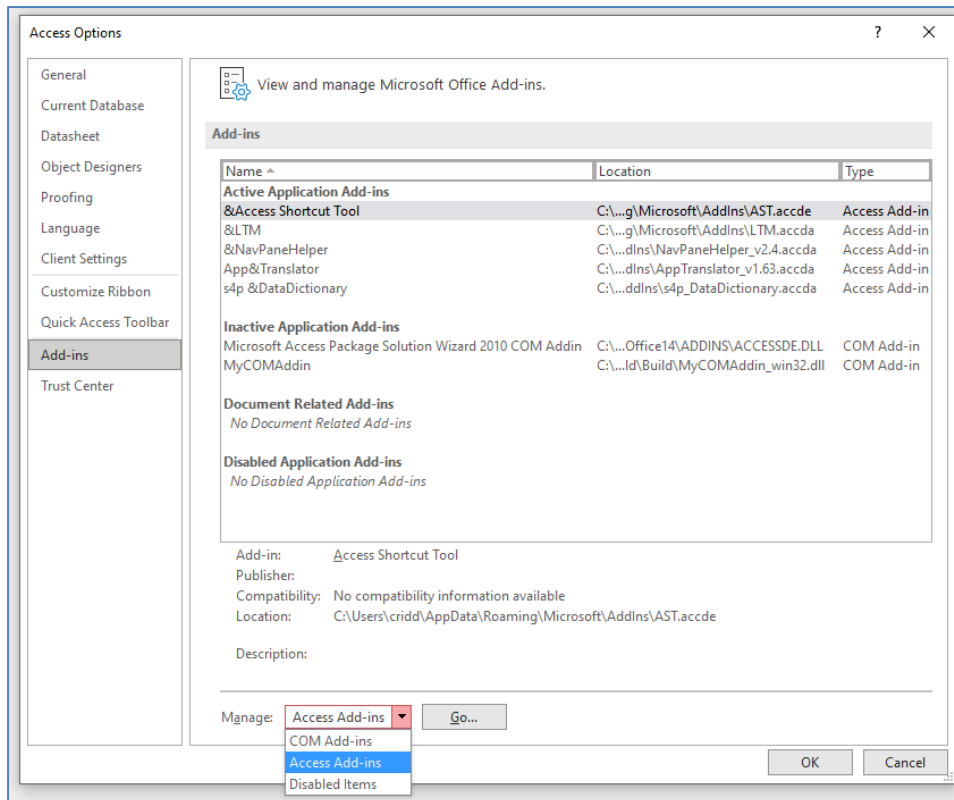 Access Options ? ×
General
Current Database
Datasheet
Object Designers
Proofing
Language
Client Settings
Customize Ribbon
Quick Access Toolbar
Add-ins
Trust Center
View and manage Microsoft Office Add-ins.
Add-ins
Name Location Type
Active Application Add-ins
&Access Shortcut Tool C:\...g\Microsoft\AddIns\AST.accde Access Add-in
&LTM C:\...g\Microsoft\AddIns\LTM.accda Access Add-in
&NavPaneHelper C:\...dIns\NavPaneHelper_v2.4.accda Access Add-in
App&Translator C:\...dIns\AppTranslator_v1.63.accda Access Add-in
s4p &DataDictionary C:\...ddIns\s4p_DataDictionary.accda Access Add-in
Inactive Application Add-ins
Microsoft Access Package Solution Wizard 2010 COM Addin C:\...Office14\ADDINS\ACCESSDE.DLL COM Add-in
MyCOMAddin C:\...ld\Build\MyCOMAddin_win32.dll COM Add-in
Document Related Add-ins
No Document Related Add-ins
Disabled Application Add-ins
No Disabled Application Add-ins
Add-in: Access Shortcut Tool
Publisher:
Compatibility: No compatibility information available
Location: C:\Users\cridd\AppData\Roaming\Microsoft\AddIns\AST.accde
Description:
Manage: Access Add-ins Go...
COM Add-ins
Access Add-ins
Disabled Items
OK Cancel